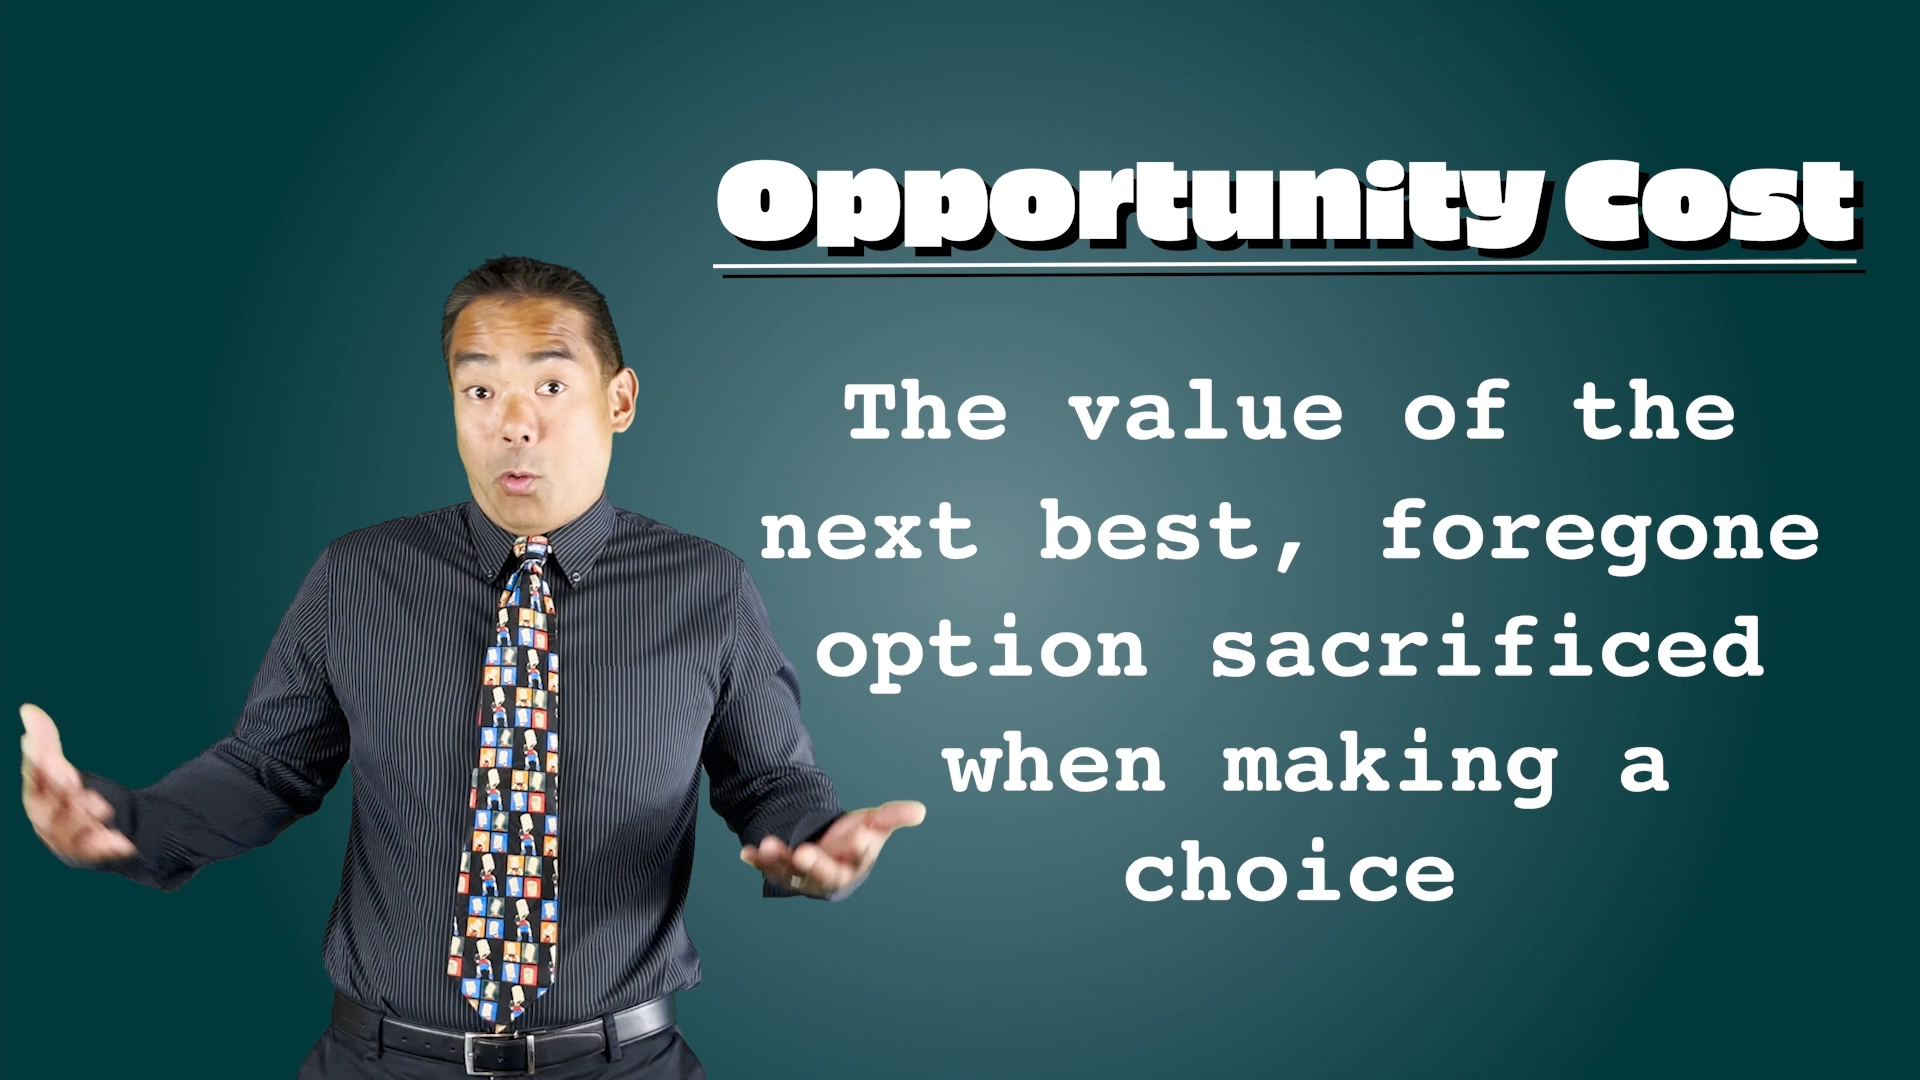 Opportunity Cost
The value of the
next best, foregone
option sacrificed
when making a
choice